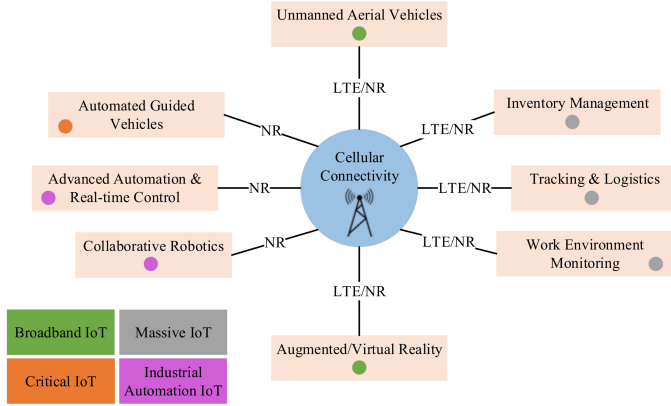 Unmanned Aerial Vehicles
LTE/NR
Automated Guided
Vehicles
NR
Inventory Management
LTE/NR
Cellular
Connectivity
Advanced Automation &
Real-time Control
NR
LTE/NR
Tracking & Logistics
Collaborative Robotics
NR
LTE/NR
Work Environment
Monitoring
LTE/NR
Augmented/Virtual Reality
Broadband IoT
Massive IoT
Critical IoT
Industrial
Automation IoT